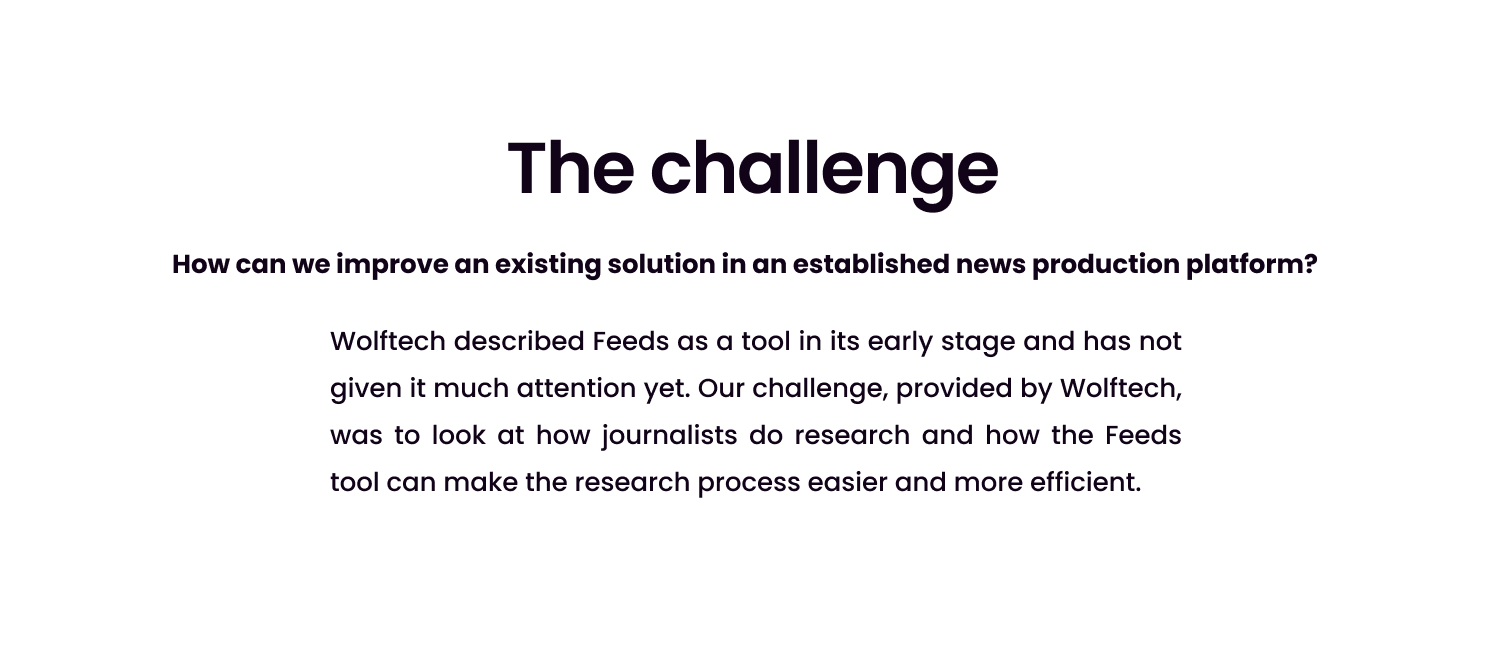 The challenge
How can we improve an existing solution in an established news production platform?
Wolftech described Feeds as a tool in its early stage and has not
given it much attention yet. Our challenge, provided by Wolftech,
was to look at how journalists do research and how the Feeds
tool can make the research process easier and more efficient.